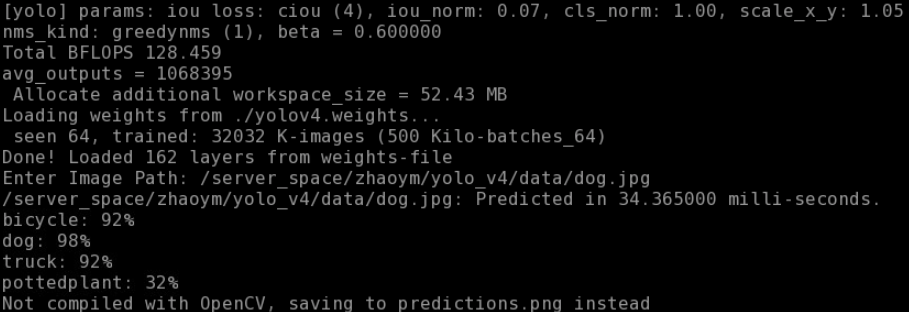 [yolo] params: iou loss: ciou (4), iou_norm: 0.07, cls_norm: 1.00, scale_x_y: 1.05
nms_kind: greedynms (1), beta = 0.600000
Total BFLOPS 128.459
avg_outputs = 1068395
 Allocate additional workspace_size = 52.43 MB
Loading weights from ./yolov4.weights...
 seen 64, trained: 32032 K-images (500 Kilo-batches_64)
Done! Loaded 162 layers from weights-file
Enter Image Path: /server_space/zhaoym/yolo_v4/data/dog.jpg
/server_space/zhaoym/yolo_v4/data/dog.jpg: Predicted in 34.365000 milli-seconds.
bicycle: 92%
dog: 98%
truck: 92%
pottedplant: 32%
Not compiled with OpenCV, saving to predictions.png instead